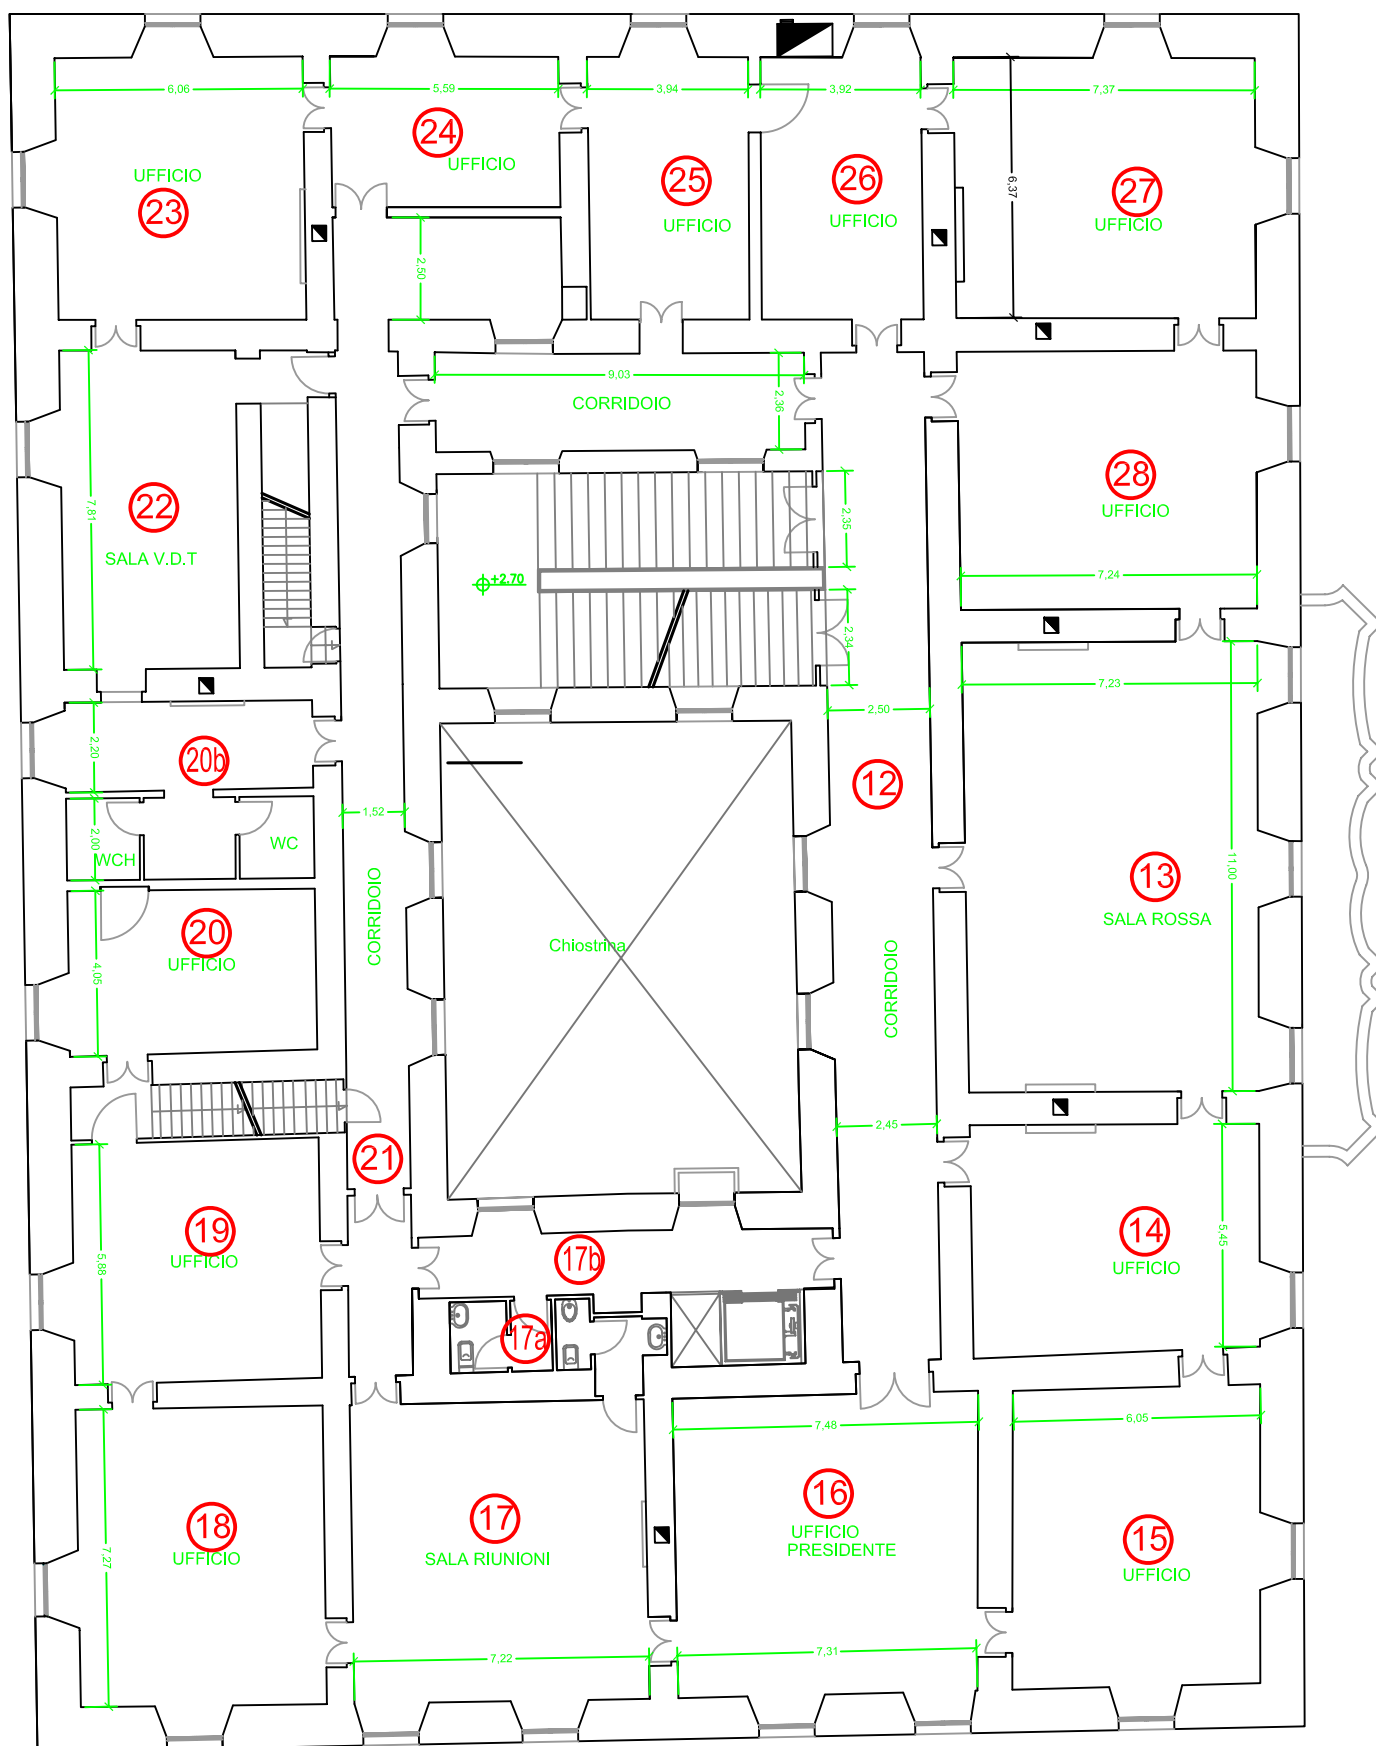 6,06
5,59
3,94
3,92
7,37
24
UFFICIO
UFFICIO
23
25
UFFICIO
26
UFFICIO
6,37
27
UFFICIO
2,50
9,03
CORRIDOIO
2,36
22
SALA V.D.T
7,81
28
UFFICIO
2,35
+2.70
7,24
2,34
7,23
2,50
20b
2,20
12
1,52
2,00
WCH
WC
11,00
13
SALA ROSSA
CORRIDOIO
20
UFFICIO
4,05
Chiostrina
CORRIDOIO
2,45
21
19
UFFICIO
5,88
17b
14
UFFICIO
5,45
17a
7,48
6,05
16
UFFICIO
PRESIDENTE
17
SALA RIUNIONI
18
UFFICIO
7,27
15
UFFICIO
7,22
7,31